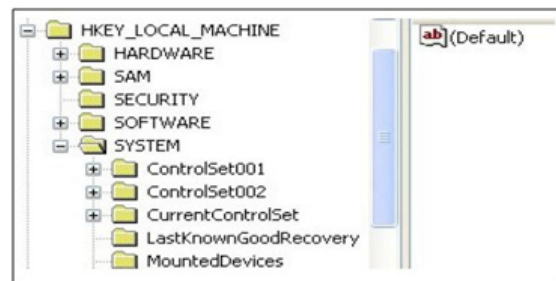 HKEY_LOCAL_MACHINE
HARDWARE
SAM
SECURITY
SOFTWARE
SYSTEM
ControlSet001
ControlSet002
CurrentControlSet
LastKnownGoodRecovery
MountedDevices
ab (Default)